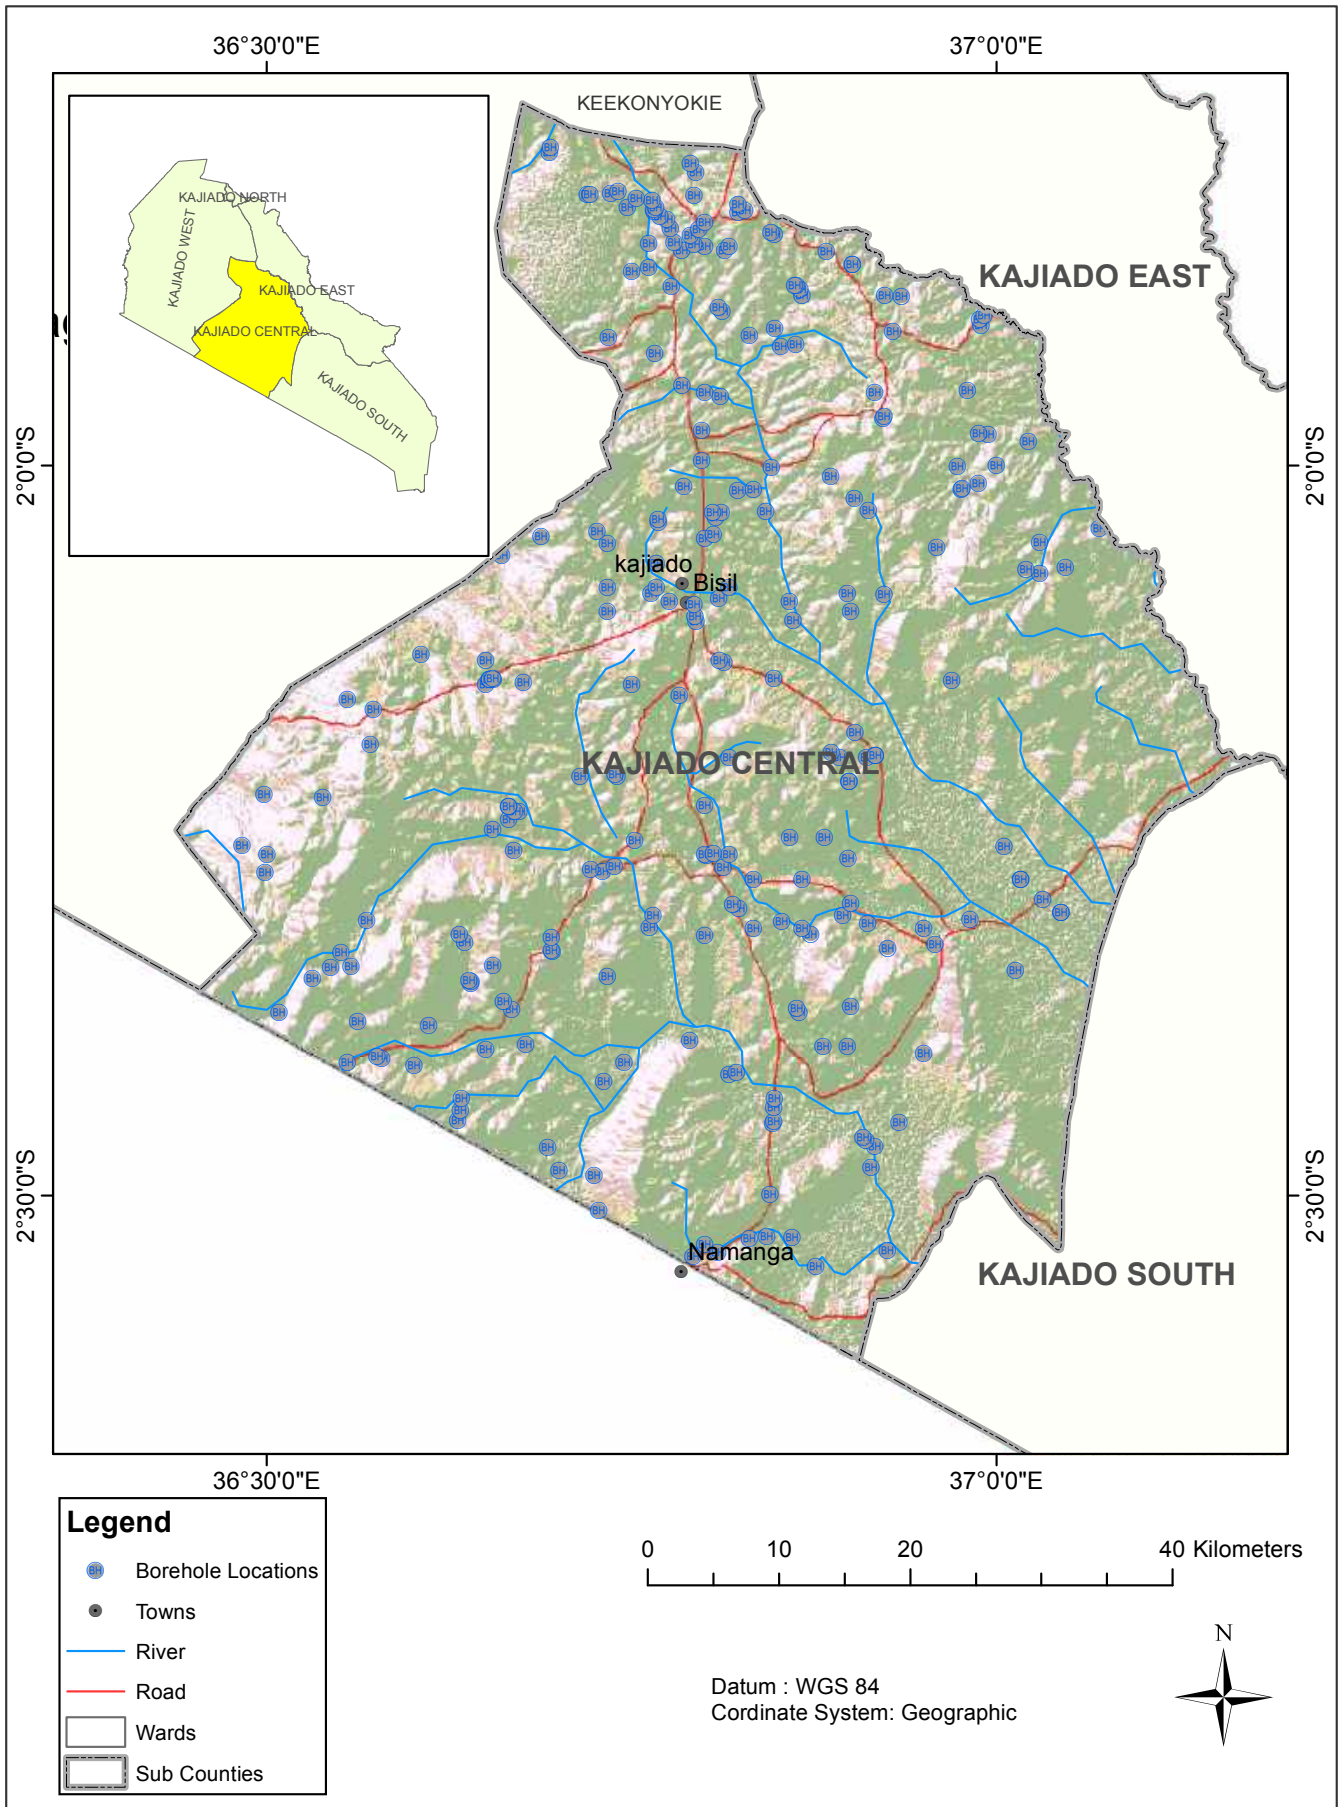 36°30'0"E
37°0'0"E
KEEKONYOKIE
KAJIADO NORTH
KAJIADO WEST
KAJIADO EAST
KAJIADO CENTRAL
KAJIADO SOUTH
KAJIADO EAST
2°0'0"S
2°0'0"S
kajiado
Bisil
KAJIADO CENTRAL
2°30'0"S
2°30'0"S
Namanga
KAJIADO SOUTH
36°30'0"E
37°0'0"E
Legend
BH Borehole Locations
Towns
River
Road
Wards
Sub Counties
0 10 20 40 Kilometers
N
Datum : WGS 84
Cordinate System: Geographic